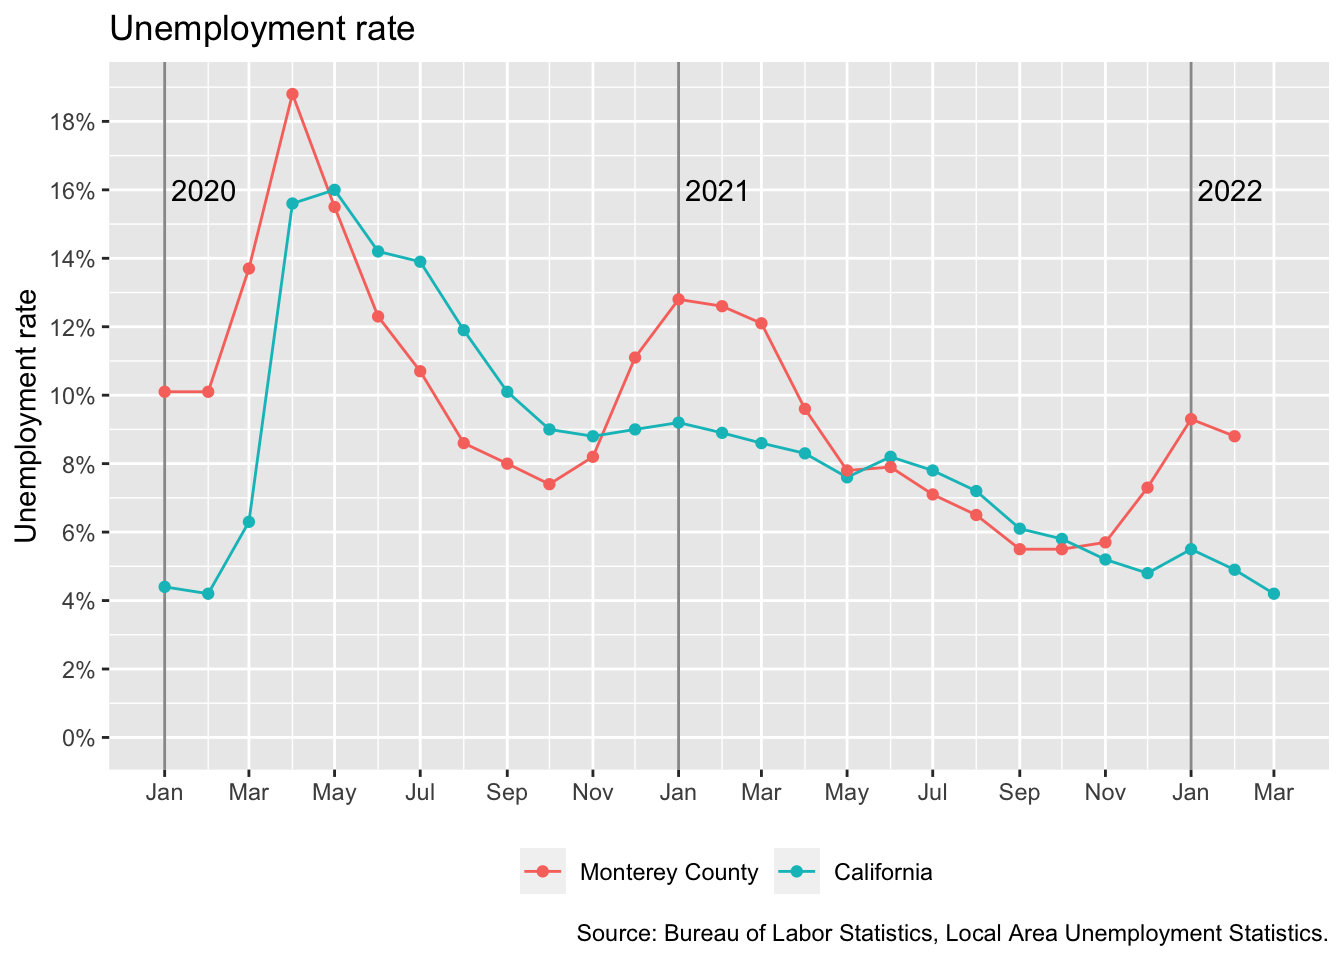 Unemployment rate
Unemployment rate
18%
16%
14%
12%
10%
8%
6%
4%
2%
0%
2020 2021 2022
Jan Mar May Jul Sep Nov Jan Mar May Jul Sep Nov Jan Mar
Monterey County California
Source: Bureau of Labor Statistics, Local Area Unemployment Statistics.